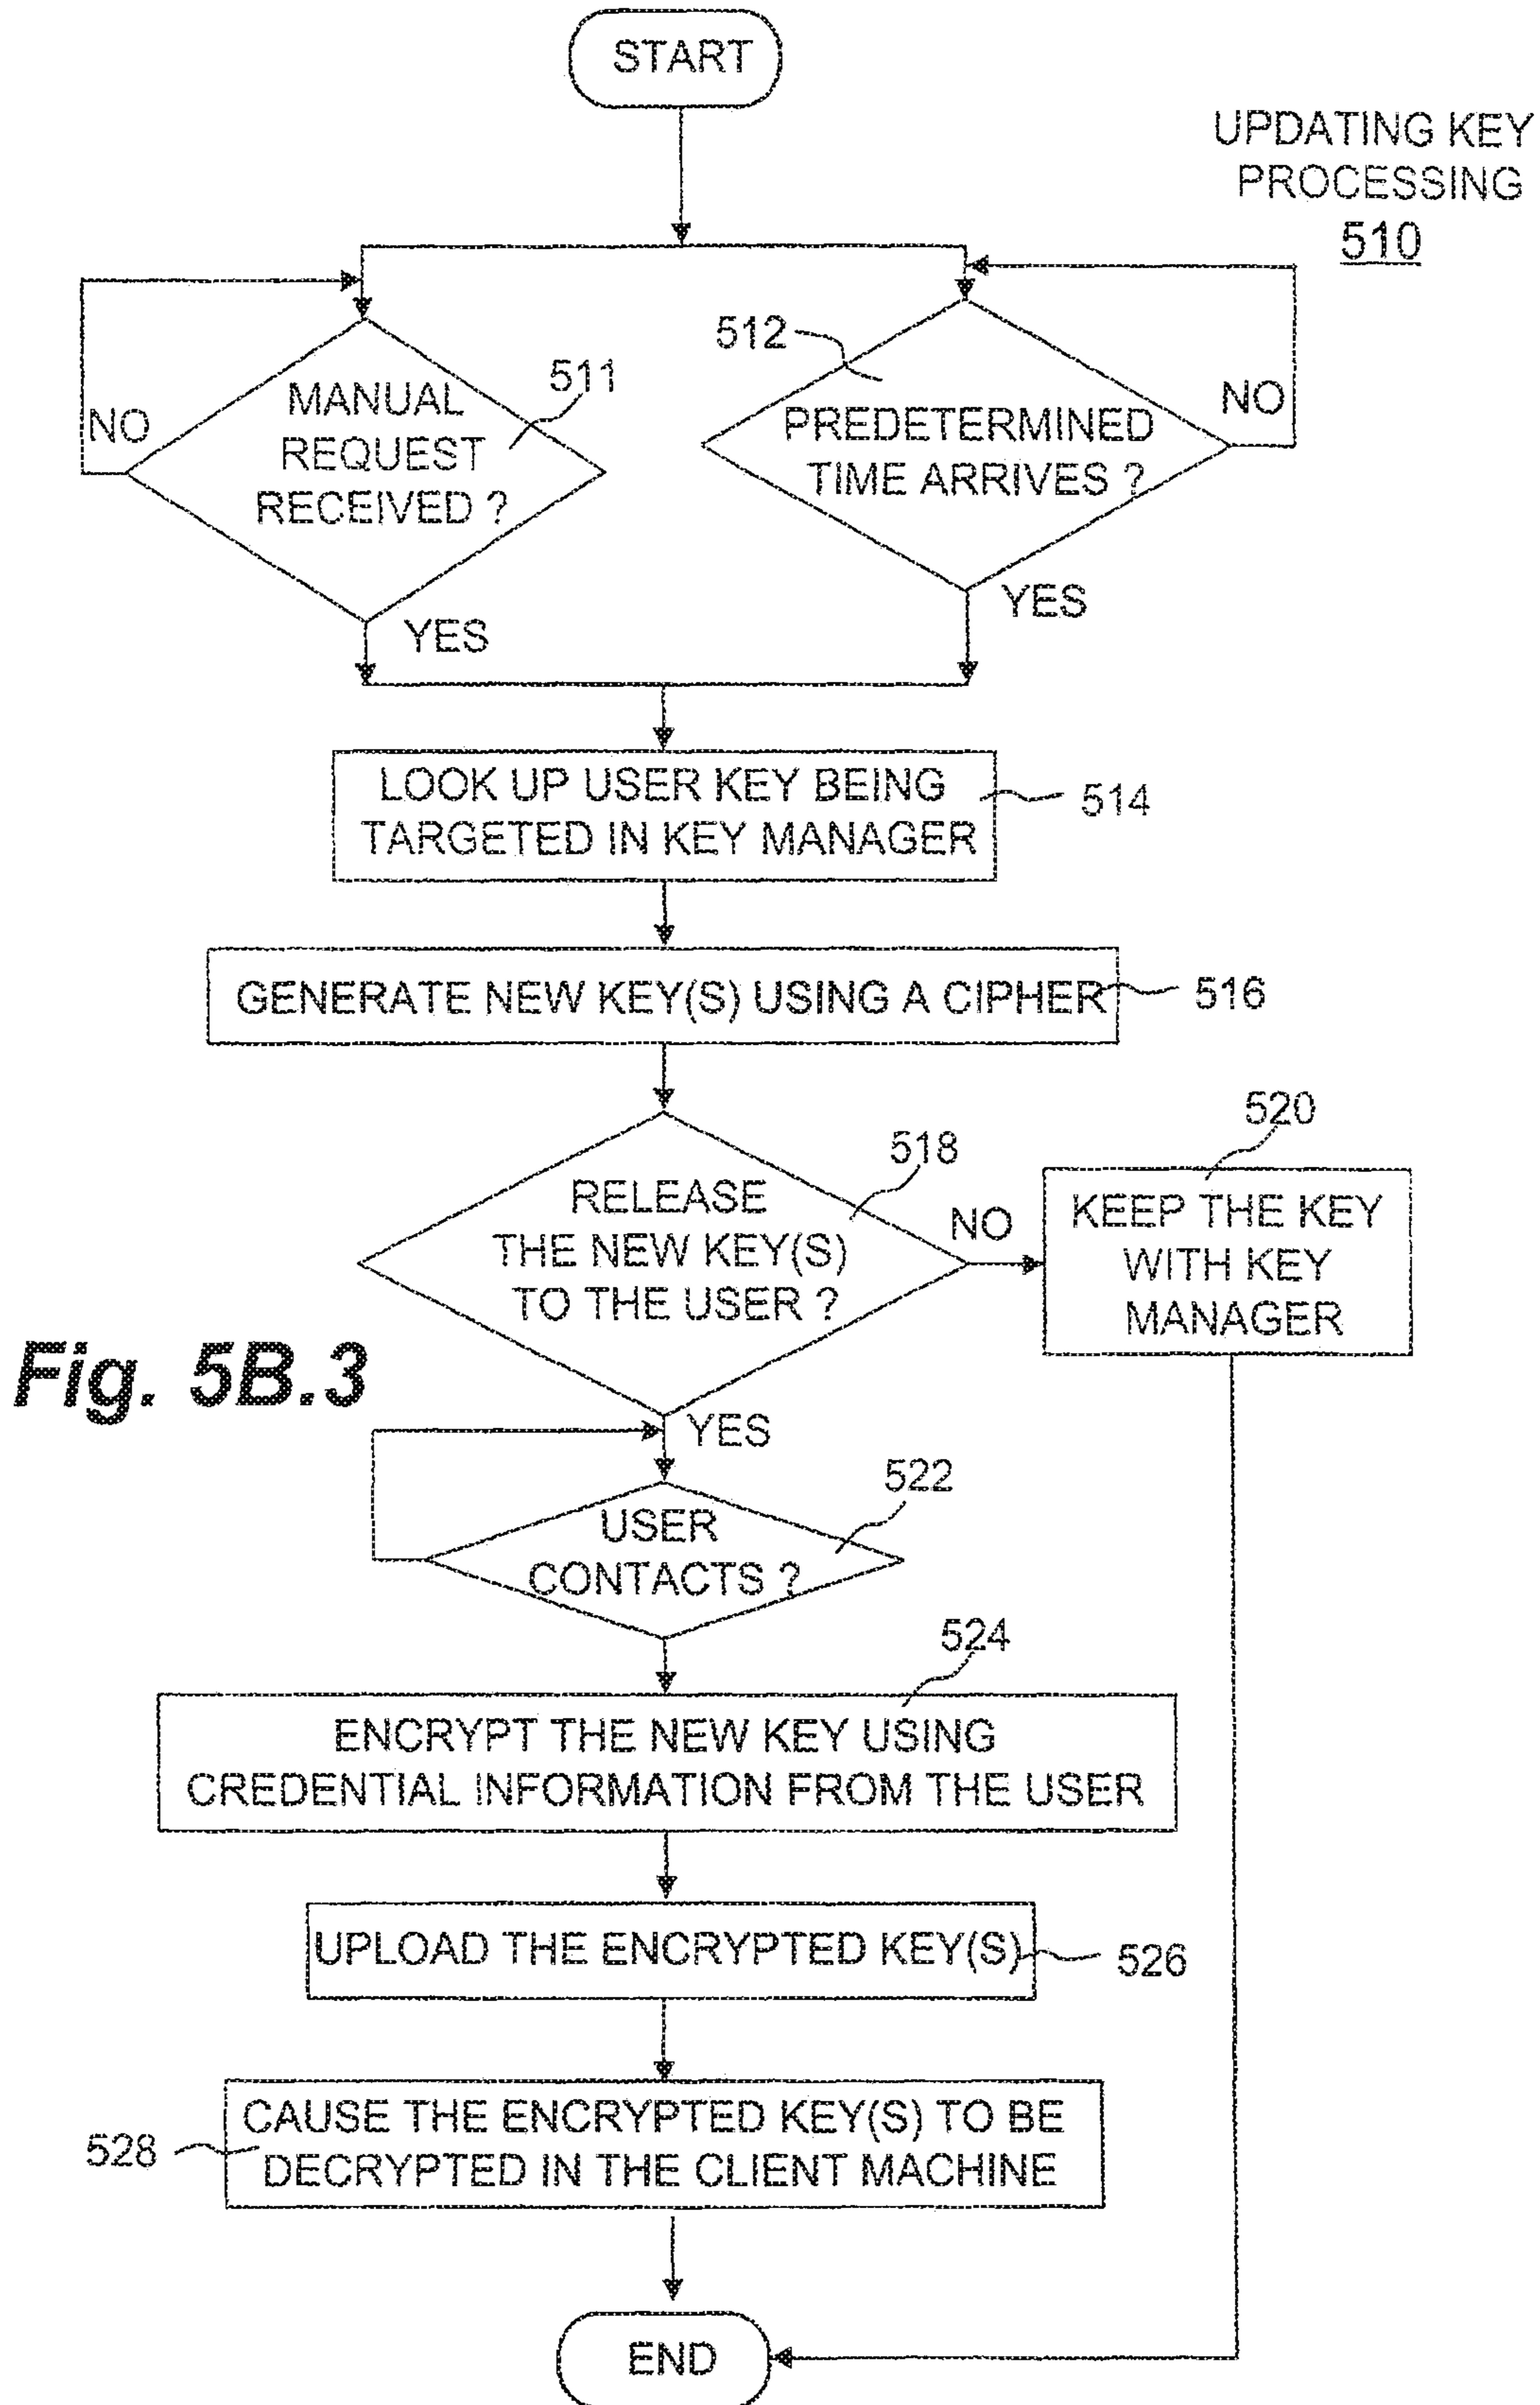 START
UPDATING KEY
PROCESSING
510
NO
MANUAL
REQUEST
RECEIVED ?
511
512
PREDETERMINED
TIME ARRIVES ?
NO
YES
YES
LOOK UP USER KEY BEING
TARGETED IN KEY MANAGER
514
GENERATE NEW KEY(S) USING A CIPHER
516
RELEASE
THE NEW KEY(S)
TO THE USER ?
518
NO
520
KEEP THE KEY
WITH KEY
MANAGER
Fig. 5B.3
YES
USER
CONTACTS ?
522
524
ENCRYPT THE NEW KEY USING
CREDENTIAL INFORMATION FROM THE USER
UPLOAD THE ENCRYPTED KEY(S)
526
CAUSE THE ENCRYPTED KEY(S) TO BE
DECRYPTED IN THE CLIENT MACHINE
528
END